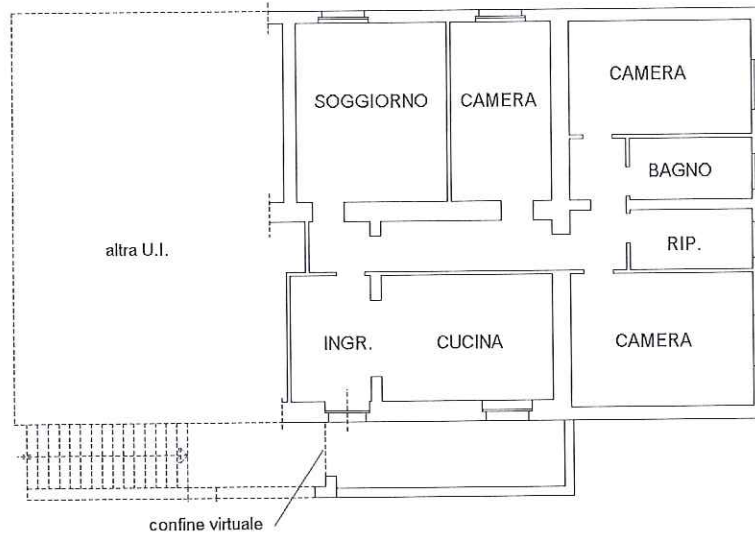 CAMERA
SOGGIORNO
CAMERA
BAGNO
altra U.I.
RIP.
INGR.
CUCINA
CAMERA
confine virtuale